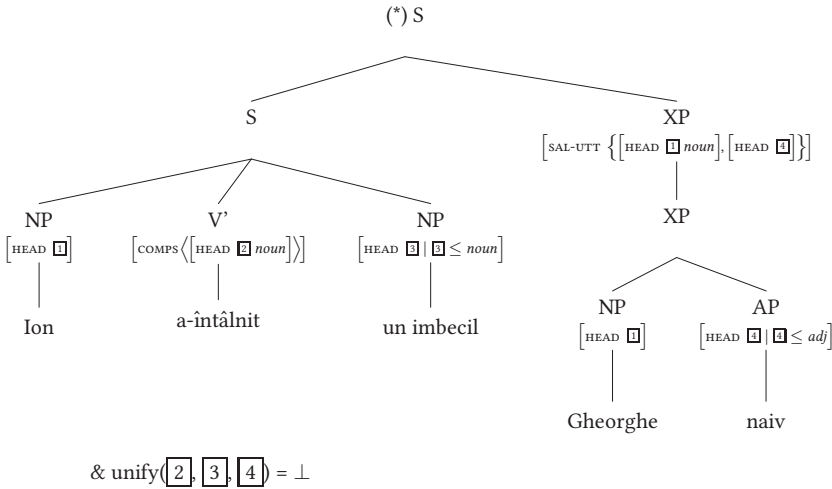 (*) S
S XP
[SAL-UTT {[HEAD 1 noun], [HEAD 4]}]
NP V’ NP XP
[HEAD 1] [COMPS⟨[HEAD 2 noun]⟩] [HEAD 3 | 3 ≤ noun]
NP AP
Ion a-întâlnit un imbecil [HEAD 1] [HEAD 4 | 4 ≤ adj]
Gheorghe naiv
& unify(2, 3, 4) = ⊥